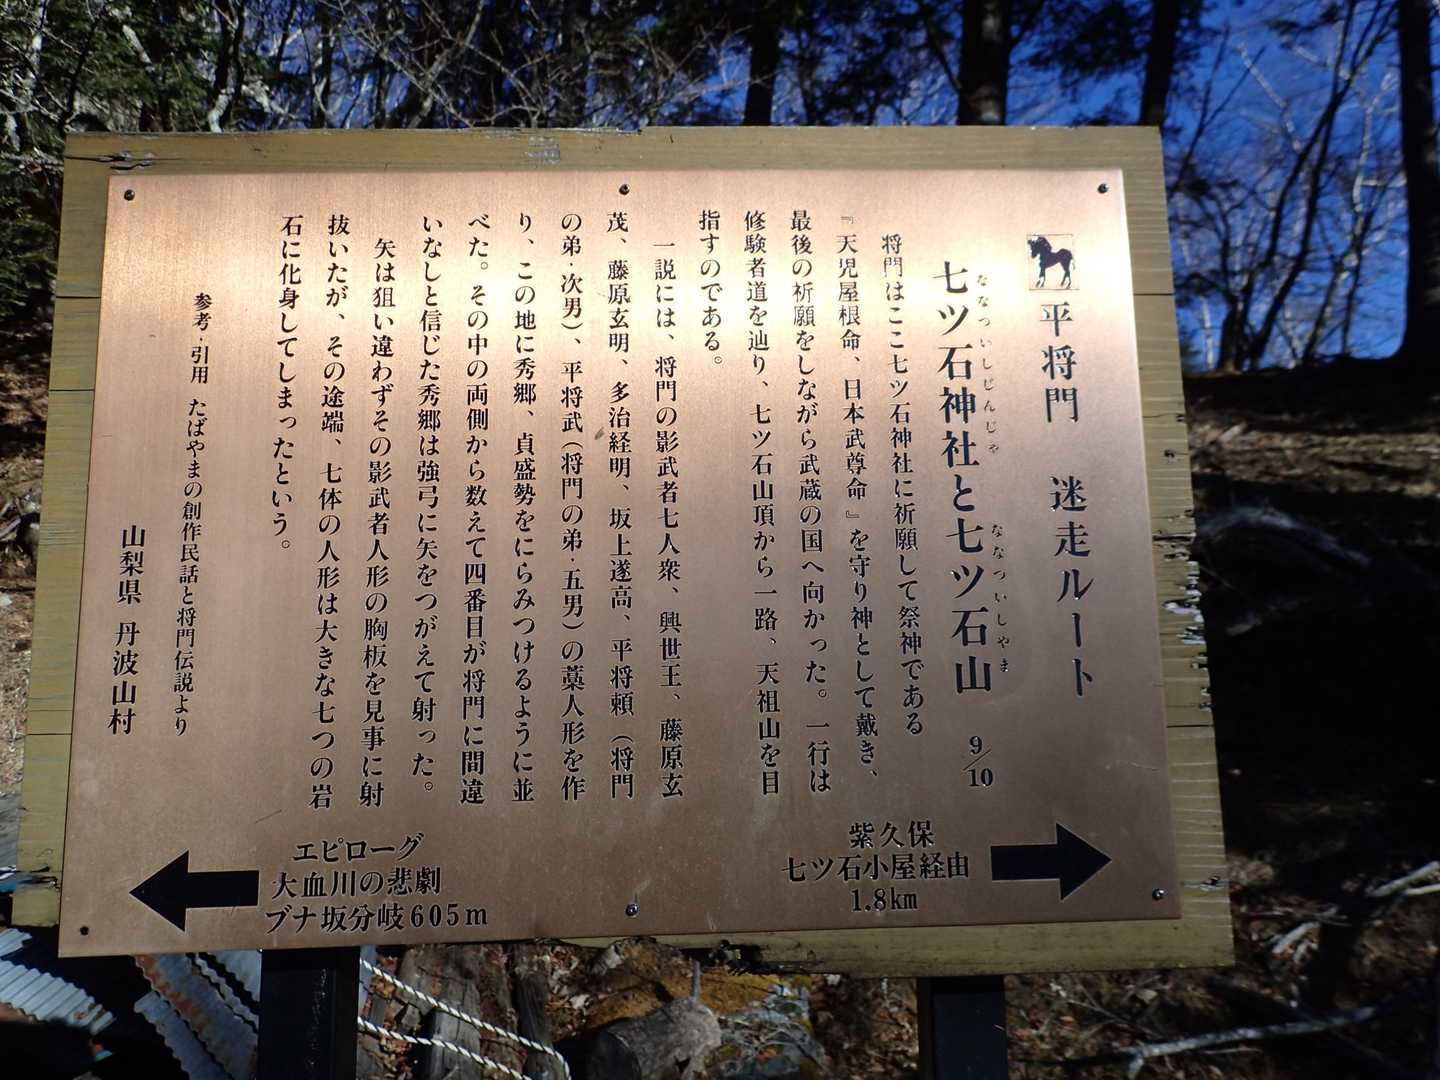 平将門　迷走ルート
ななついしじんじゃ　ななついしやま
七ツ石神社と七ツ石山 9/10
将門はここ七ツ石神社に祈願して祭神である
『天児屋根命、日本武尊命』を守り神として戴き、
最後の祈願をしながら武蔵の国へ向かった。一行は
修験者道を辿り、七ツ石山頂から一路、天祖山を目
指すのである。
一説には、将門の影武者七人衆、興世王、藤原玄
茂、藤原玄明、多治経明、坂上遂高、平将頼（将門
の弟·次男）、平将武（将門の弟·五男）の藁人形を作
り、この地に秀郷、貞盛勢をにらみつけるように並
べた。その中の両側から数えて四番目が将門に間違
いなしと信じた秀郷は強弓に矢をつがえて射った。
矢は狙い違わずその影武者人形の胸板を見事に射
抜いたが、その途端、七体の人形は大きな七つの岩
石に化身してしまったという。
参考·引用 たばやまの創作民話と将門伝説より
山梨県 丹波山村
紫久保
七ツ石小屋経由
1.8km
エピローグ
大血川の悲劇
ブナ坂分岐605m